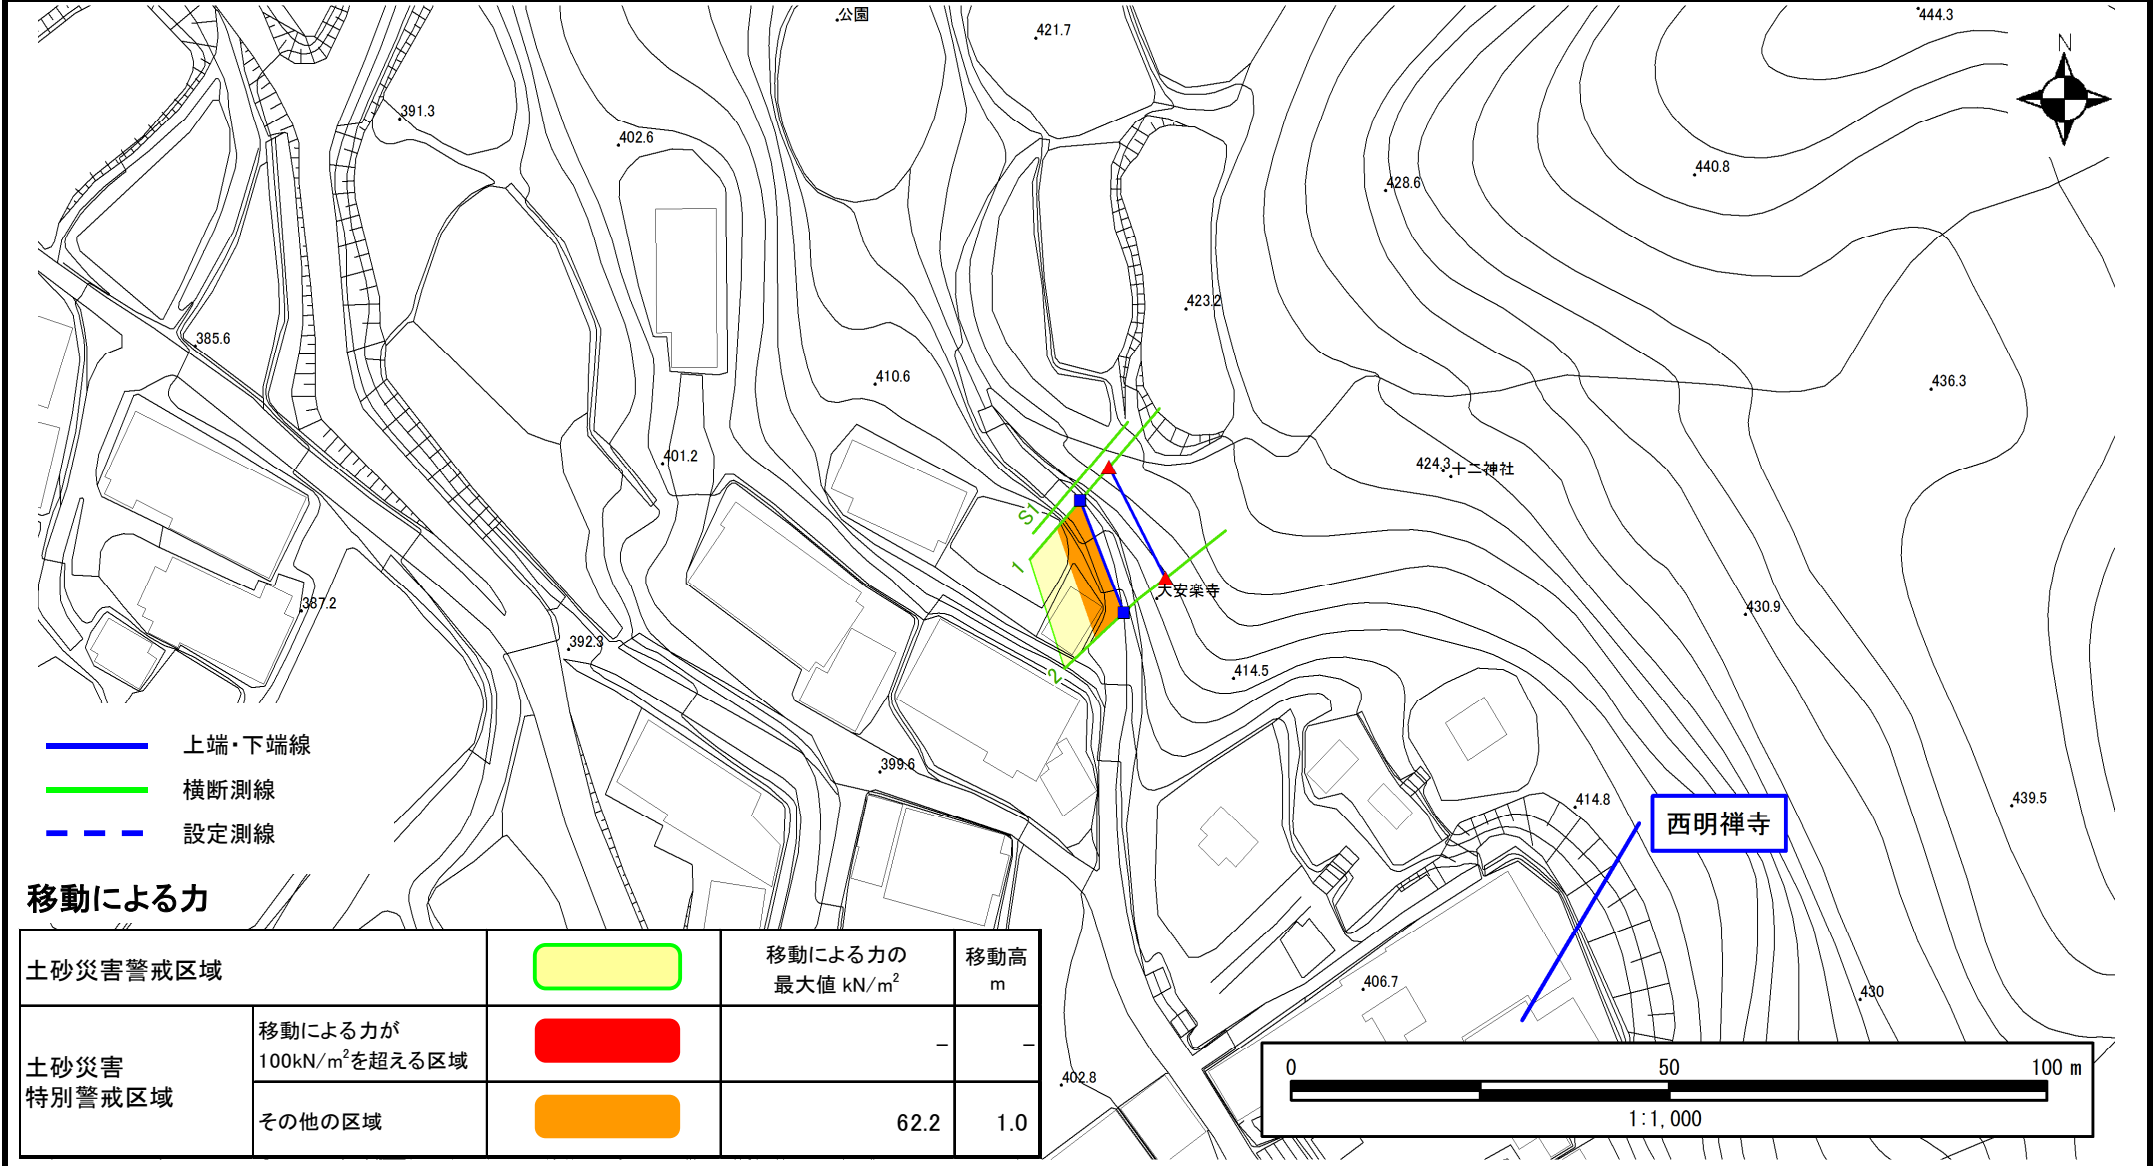 公園
421.7
444.3
N
391.3
402.6
440.8
428.6
423.2
385.6
410.6
436.3
401.2
424.3
十二神社
S1
1
大安楽寺
387.2
430.9
392.3
2
414.5
399.6
439.5
414.8
西明禅寺
上端・下端線
横断測線
設定測線
移動による力
土砂災害警戒区域
移動による力の
最大値 kN/m²
移動高
m
土砂災害
特別警戒区域
移動による力が
100kN/m²を超える区域
－
－
その他の区域
62.2
1.0
406.7
430
402.8
0 50 100 m
1:1,000